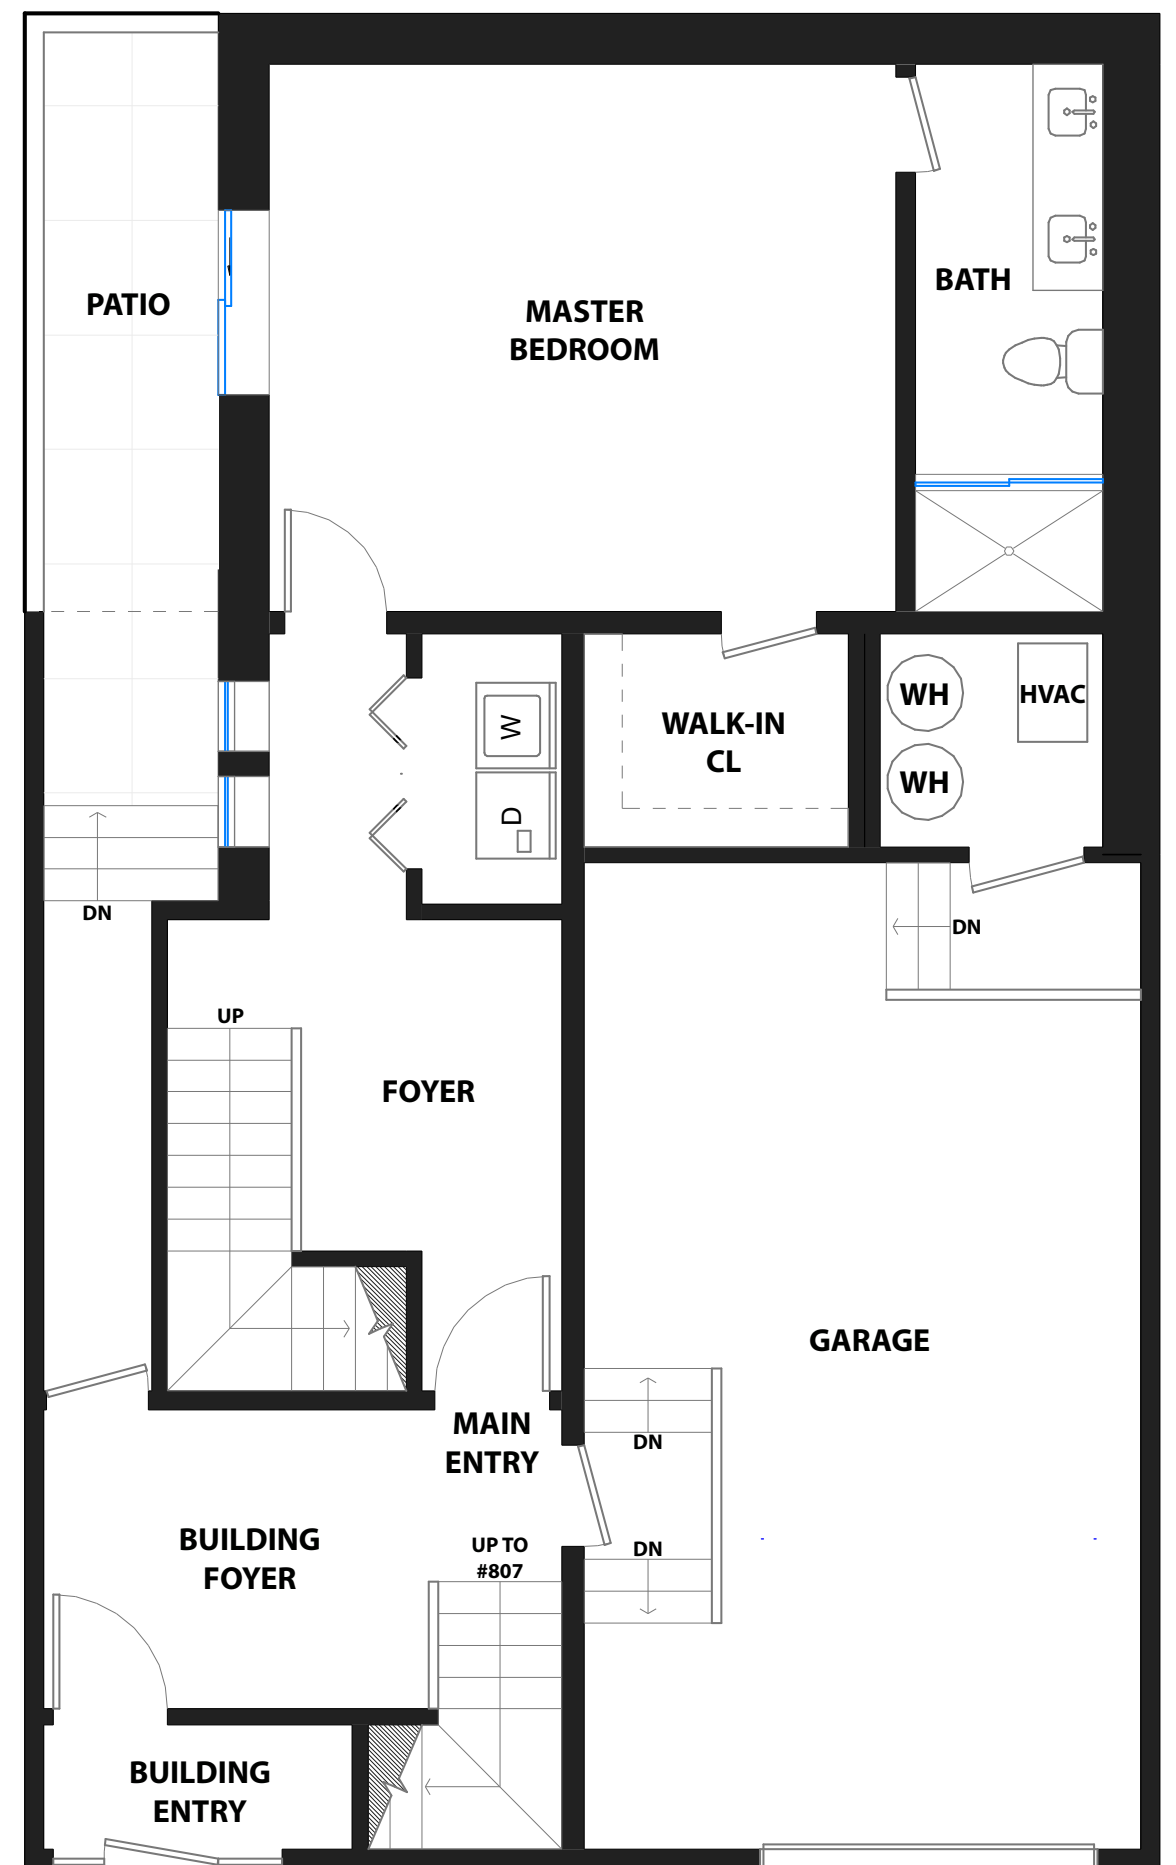 PATIO
MASTER
BEDROOM
BATH
WH
HVAC
WH
WALK-IN
CL
W
D
DN
DN
UP
FOYER
GARAGE
MAIN
ENTRY
DN
DN
UP TO
#807
BUILDING
FOYER
BUILDING
ENTRY